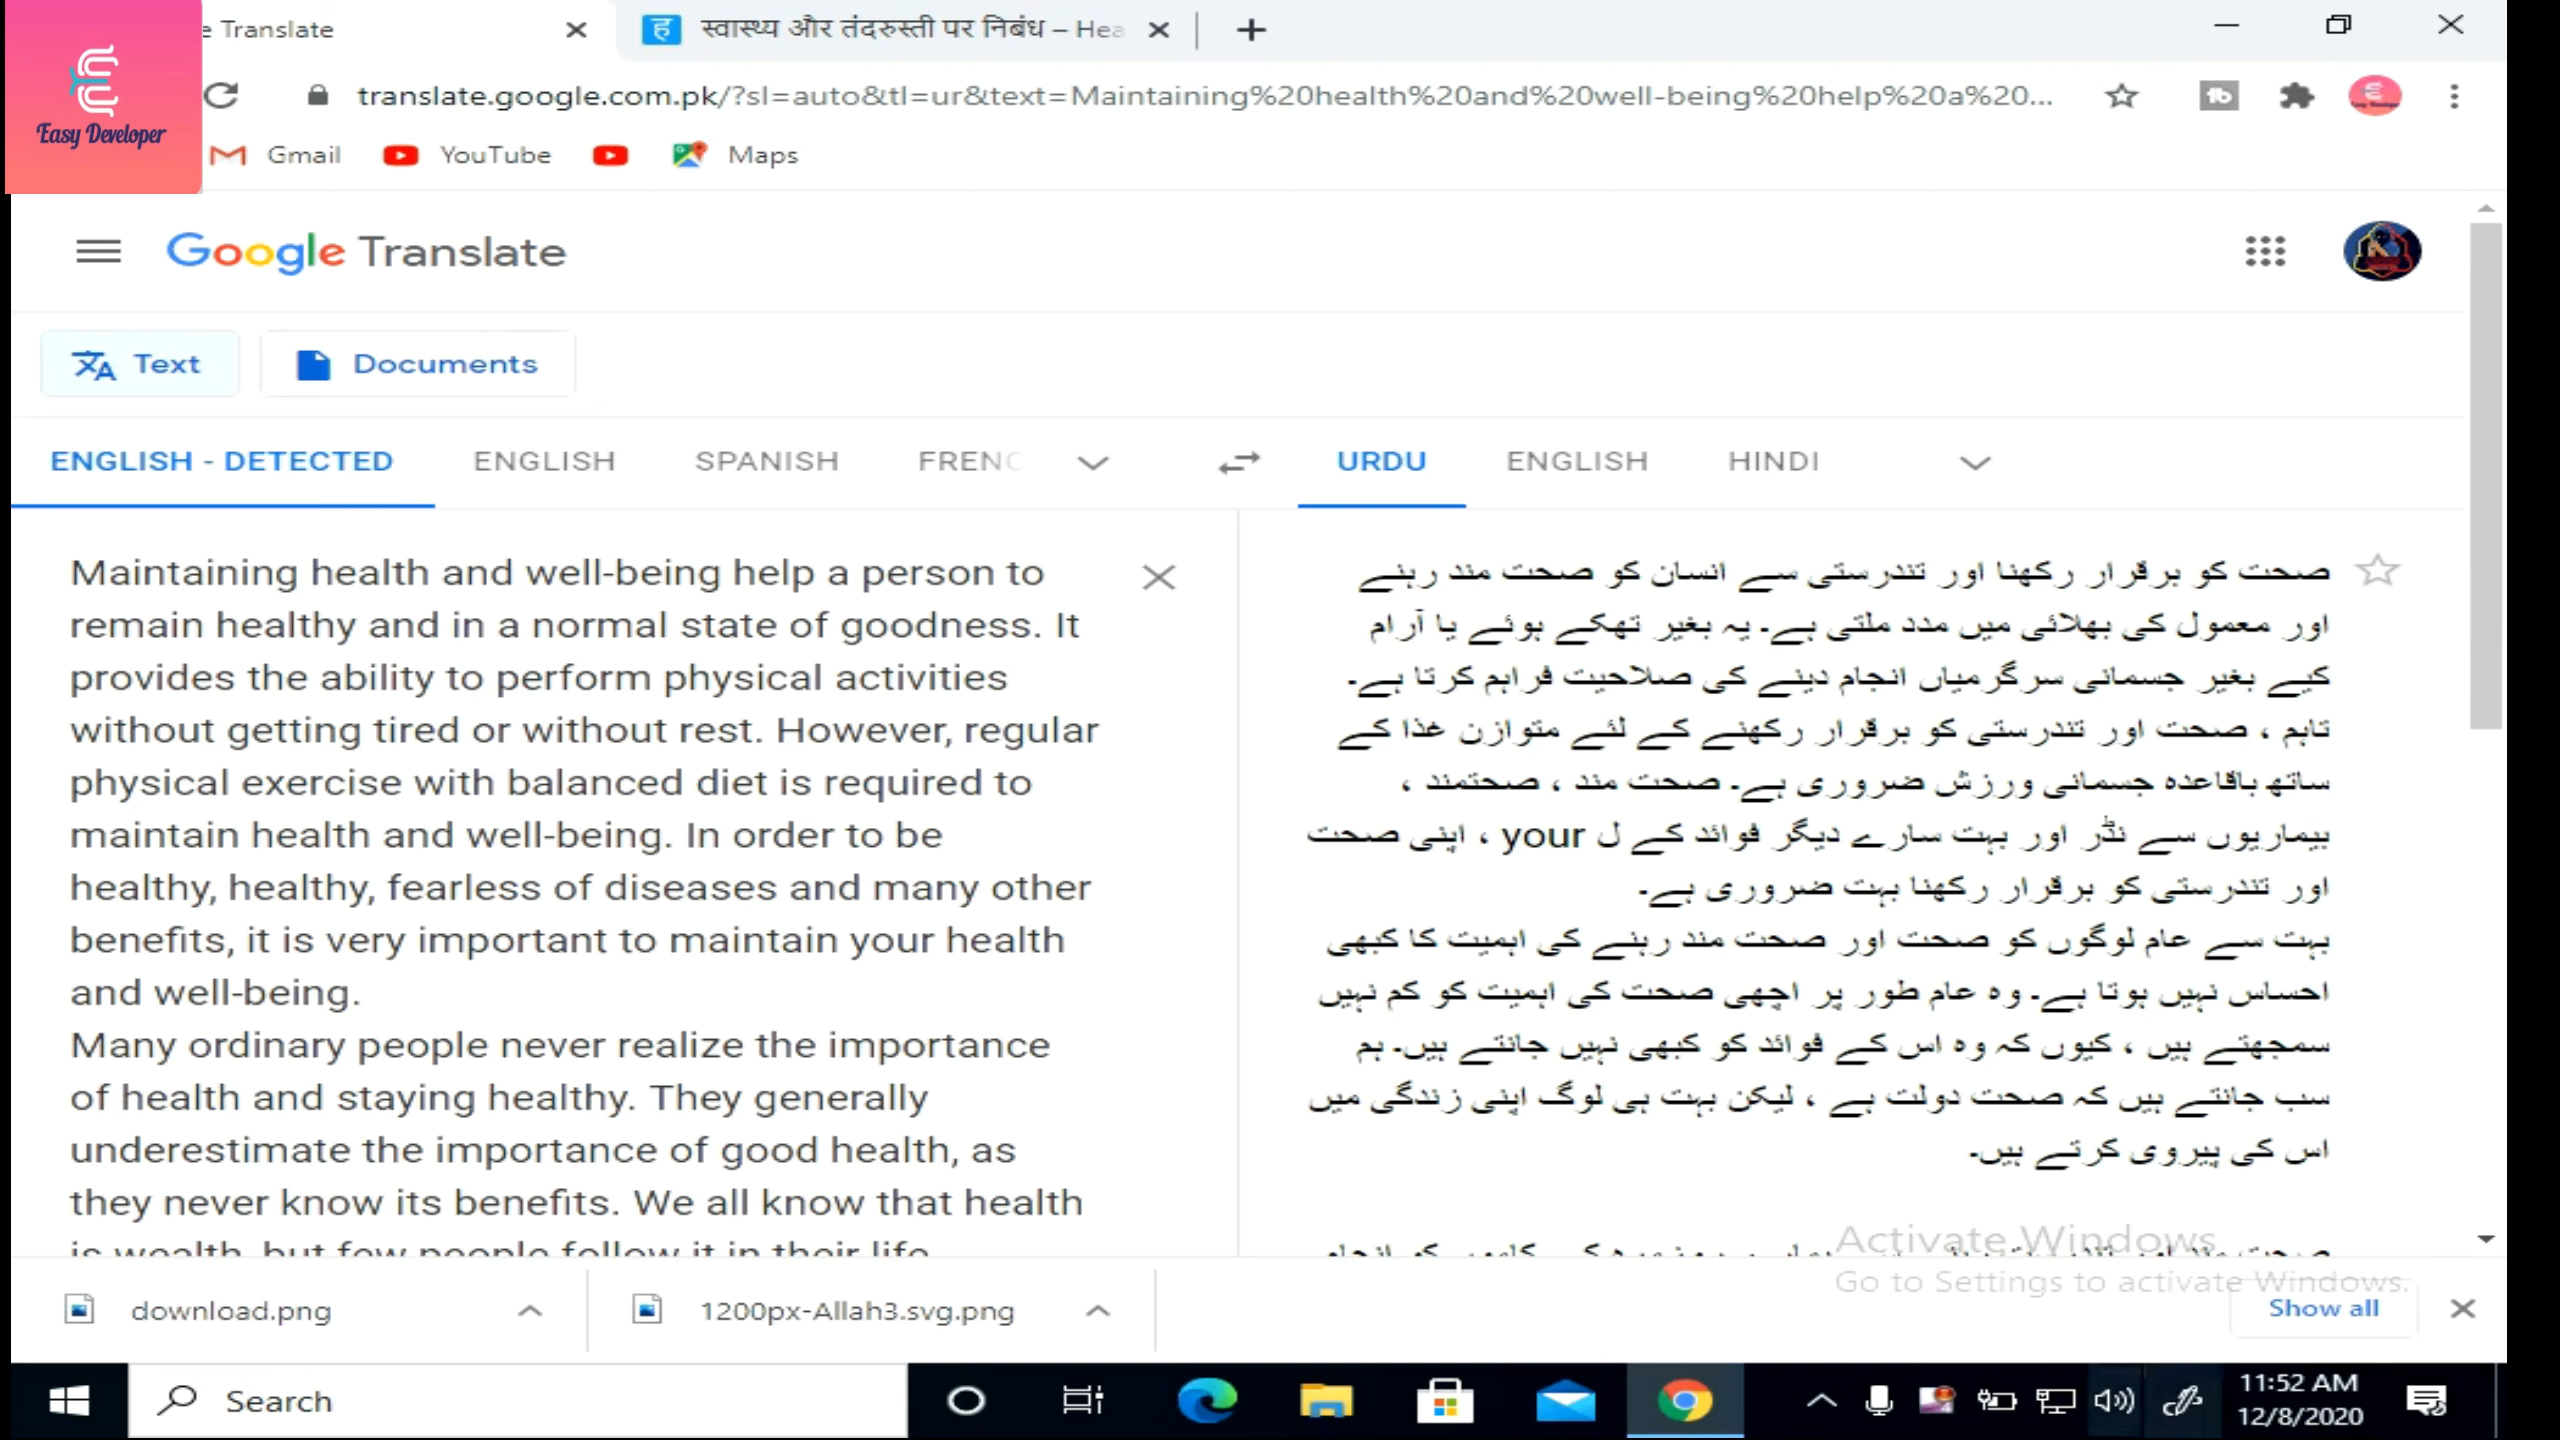 e Translate
स्वास्थ्य और तंदरुस्ती पर निबंध – Hea
Easy Developer
translate.google.com.pk/?sl=auto&tl=ur&text=Maintaining%20health%20and%20well-being%20help%20a%20...
Gmail
YouTube
Maps
Google Translate
Text
Documents
ENGLISH - DETECTED
ENGLISH
SPANISH
FRENC
URDU
ENGLISH
HINDI
Maintaining health and well-being help a person to
remain healthy and in a normal state of goodness. It
provides the ability to perform physical activities
without getting tired or without rest. However, regular
physical exercise with balanced diet is required to
maintain health and well-being. In order to be
healthy, healthy, fearless of diseases and many other
benefits, it is very important to maintain your health
and well-being.
Many ordinary people never realize the importance
of health and staying healthy. They generally
underestimate the importance of good health, as
they never know its benefits. We all know that health
is wealth, but few people follow it in their life.
صحت کو برقرار رکھنا اور تندرستی سے انسان کو صحت مند رہنے
اور معمول کی بھلائی میں مدد ملتی ہے۔ یہ بغیر تھکے ہوئے یا آرام
کیے بغیر جسمانی سرگرمیاں انجام دینے کی صلاحیت فراہم کرتا ہے۔
تاہم ، صحت اور تندرستی کو برقرار رکھنے کے لئے متوازن غذا کے
ساتھ باقاعدہ جسمانی ورزش ضروری ہے۔ صحت مند ، صحتمند ،
بیماریوں سے نڈر اور بہت سارے دیگر فوائد کے ل your ، اپنی صحت
اور تندرستی کو برقرار رکھنا بہت ضروری ہے۔
بہت سے عام لوگوں کو صحت اور صحت مند رہنے کی اہمیت کا کبھی
احساس نہیں ہوتا ہے۔ وہ عام طور پر اچھی صحت کی اہمیت کو کم نہیں
سمجھتے ہیں ، کیوں کہ وہ اس کے فوائد کو کبھی نہیں جانتے ہیں۔ ہم
سب جانتے ہیں کہ صحت دولت ہے ، لیکن بہت ہی لوگ اپنی زندگی میں
اس کی پیروی کرتے ہیں۔
Activate Windows
Go to Settings to activate Windows.
download.png
1200px-Allah3.svg.png
Show all
Search
11:52 AM
12/8/2020